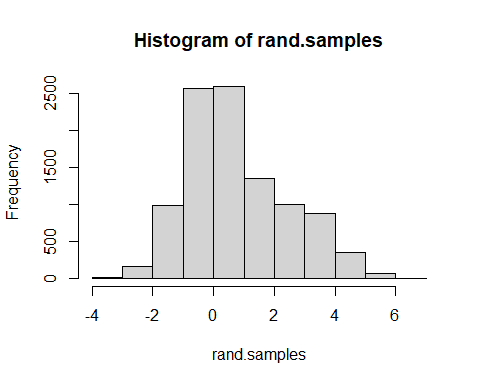 Histogram of rand.samples
Frequency
2500
1500
500
0
-4 -2 0 2 4 6
rand.samples